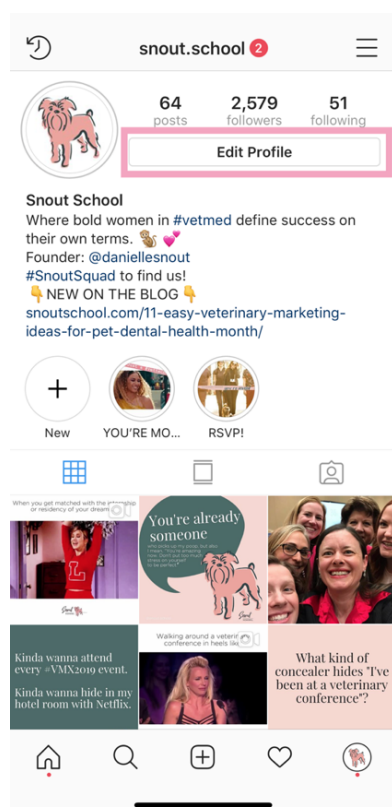 snout.school 2
64 2,579 51
posts followers following
Edit Profile
Snout School
Where bold women in #vetmed define success on
their own terms. 🐒 💕
Founder: @daniellesnout
#SnoutSquad to find us!
👇NEW ON THE BLOG👇
snoutschool.com/11-easy-veterinary-marketing-
ideas-for-pet-dental-health-month/
New YOU'RE MO... RSVP!
When you get matched with the internship
or residency of your dream
L
You're already
someone
Walking around a veterinary
conference in heels like
Kinda wanna attend
every #VMX2019 event.
Kinda wanna hide in my
hotel room with Netflix.
What kind of
concealer hides "I've
been at a veterinary
conference"?